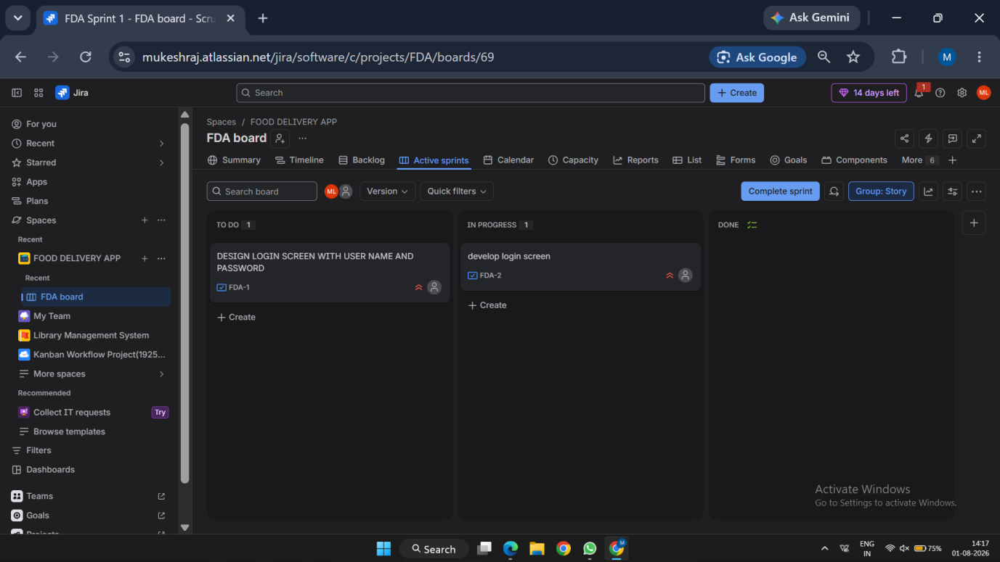 FDA Sprint 1 - FDA board - Scru
Ask Gemini
mukeshraj.atlassian.net/jira/software/c/projects/FDA/boards/69
Ask Google
M
Jira
Search
Create
14 days left
1
ML
For you
Recent
Starred
Apps
Plans
Spaces
Recent
FOOD DELIVERY APP
Recent
FDA board
My Team
Library Management System
Kanban Workflow Project(1925...
More spaces
Recommended
Collect IT requests
Try
Browse templates
Filters
Dashboards
Teams
Goals
Spaces / FOOD DELIVERY APP
FDA board
Summary
Timeline
Backlog
Active sprints
Calendar
Capacity
Reports
List
Forms
Goals
Components
More 6
Search board
ML
Version
Quick filters
Complete sprint
Group: Story
TO DO 1
DESIGN LOGIN SCREEN WITH USER NAME AND
PASSWORD
FDA-1
Create
IN PROGRESS 1
develop login screen
FDA-2
Create
DONE
Activate Windows
Go to Settings to activate Windows.
Search
M
ENG
IN
75%
14:17
01-08-2026